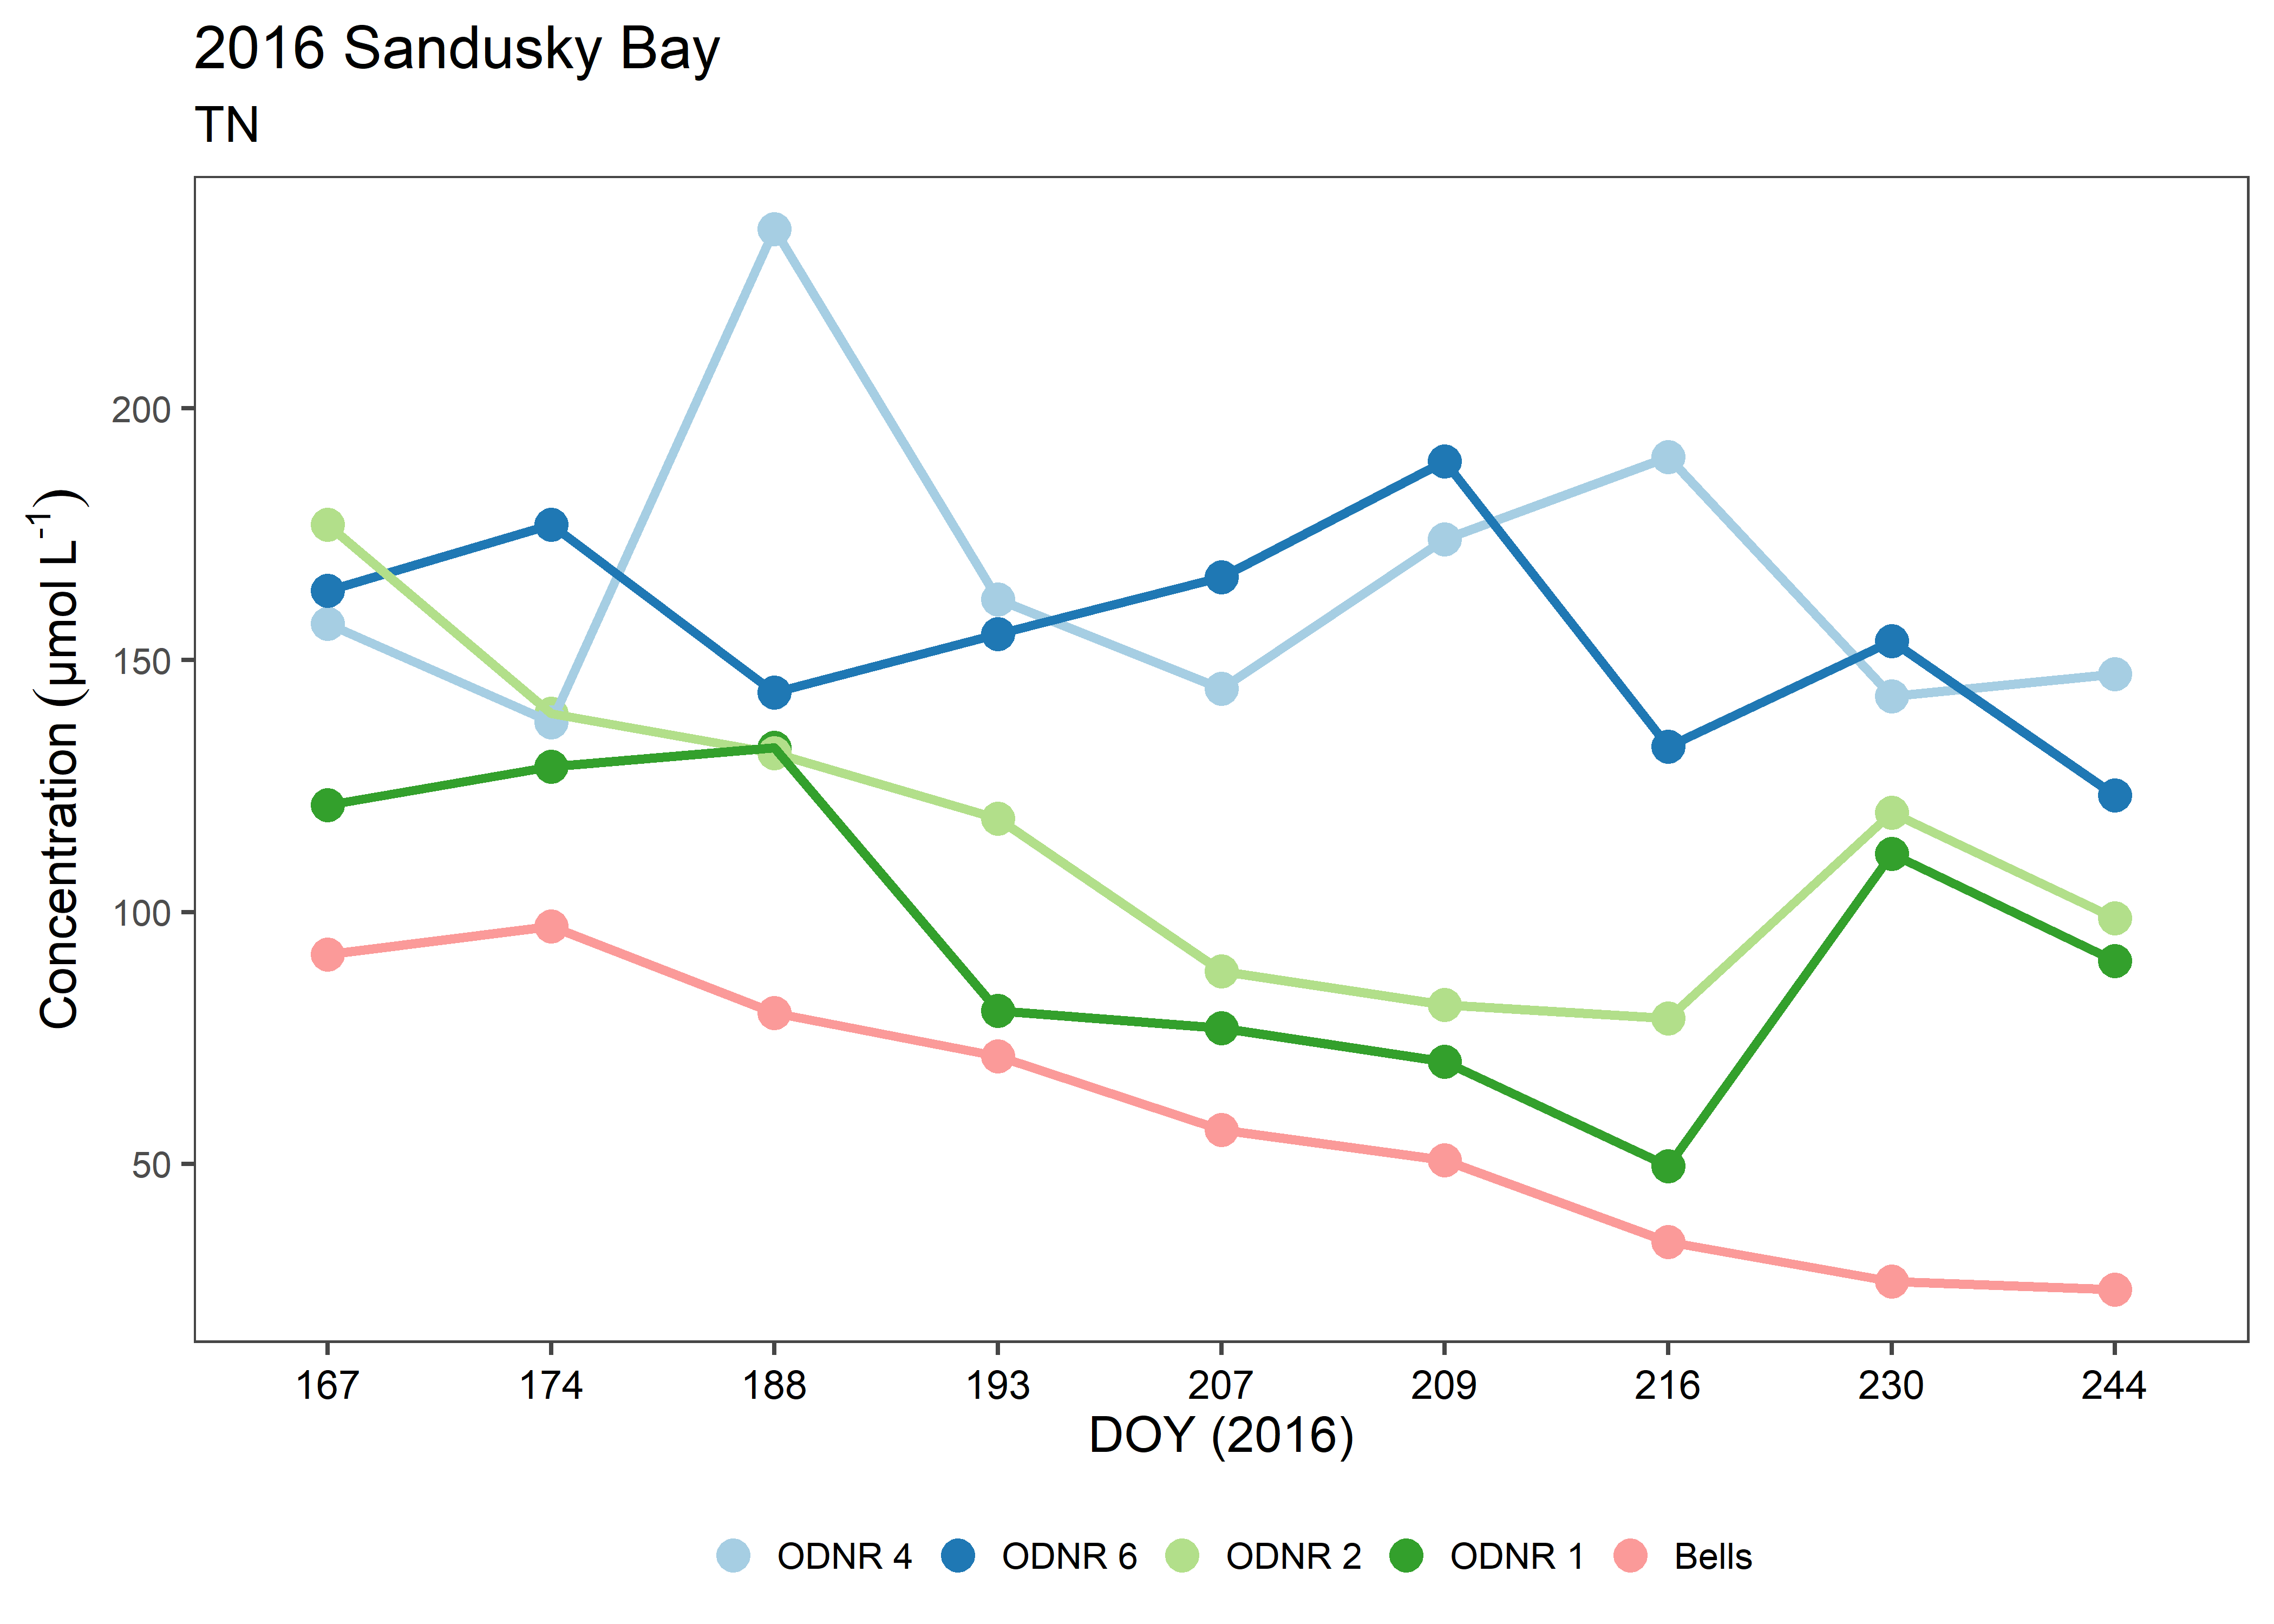 2016 Sandusky Bay
TN
Concentration (µmol L⁻¹)
200
150
100
50
167 174 188 193 207 209 216 230 244
DOY (2016)
ODNR 4 ODNR 6 ODNR 2 ODNR 1 Bells